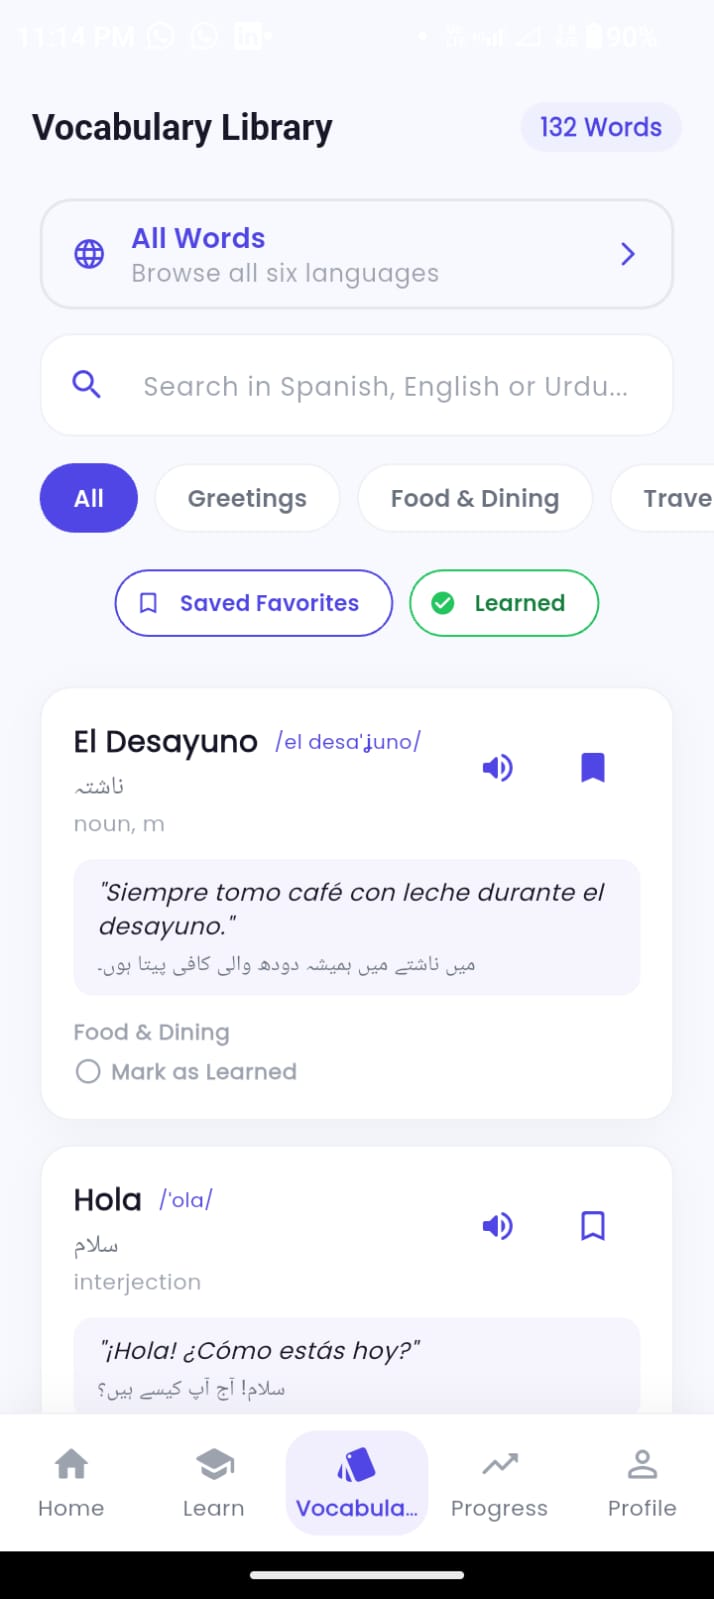 11:14 PM
90%
Vocabulary Library
132 Words
All Words
Browse all six languages
Search in Spanish, English or Urdu...
All
Greetings
Food & Dining
Trave
Saved Favorites
Learned
El Desayuno /el desaˈʝuno/
ناشتہ
noun, m
"Siempre tomo café con leche durante el
desayuno."
میں ناشتے میں ہمیشہ دودھ والی کافی پیتا ہوں۔
Food & Dining
Mark as Learned
Hola /ˈola/
سلام
interjection
"¡Hola! ¿Cómo estás hoy?"
سلام! آج آپ کیسے ہیں؟
Home
Learn
Vocabula...
Progress
Profile